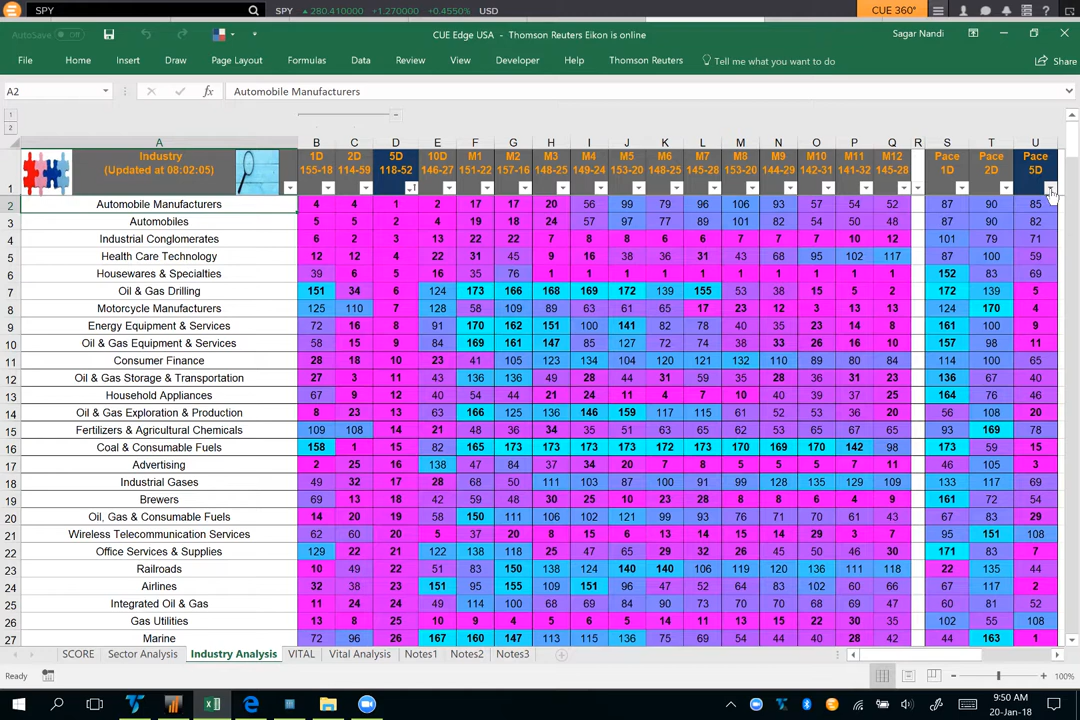 SPY SPY ▲ 280.410000 +1.270000 +0.4550% USD CUE 360°
AutoSave Off CUE Edge USA - Thomson Reuters Eikon is online Sagar Nandi
File Home Insert Draw Page Layout Formulas Data Review View Developer Help Thomson Reuters Tell me what you want to do Share
A2 fx Automobile Manufacturers
1
2
A B C D E F G H I J K L M N O P Q R S T U
Industry 1D 2D 5D 10D M1 M2 M3 M4 M5 M6 M7 M8 M9 M10 M11 M12 Pace Pace Pace
(Updated at 08:02:05) 155-18 114-59 118-52 146-27 151-22 157-16 148-25 149-24 153-20 148-25 145-28 148-25 144-29 142-31 142-31 145-28 1D 2D 5D
1
2 Automobile Manufacturers 4 4 1 2 17 17 20 56 99 79 96 106 93 57 54 52 87 90 85
3 Automobiles 5 5 2 4 19 18 24 57 97 77 89 101 82 54 50 48 87 90 82
4 Industrial Conglomerates 6 2 3 13 22 22 7 8 8 6 6 7 7 7 10 12 101 79 71
5 Health Care Technology 12 12 4 22 31 45 9 16 38 36 31 43 68 95 102 117 87 100 59
6 Housewares & Specialties 39 6 5 16 35 76 1 1 1 1 1 1 1 1 1 1 152 83 69
7 Oil & Gas Drilling 151 34 6 124 173 166 168 169 172 139 155 53 38 15 5 2 172 139 5
8 Motorcycle Manufacturers 125 110 7 128 58 109 89 63 61 65 17 23 12 3 13 13 124 170 4
9 Energy Equipment & Services 72 16 8 91 170 162 151 100 141 82 78 40 35 23 14 8 161 100 9
10 Oil & Gas Equipment & Services 58 15 9 84 169 161 147 85 127 72 74 38 33 26 16 10 157 98 11
11 Consumer Finance 28 18 10 23 41 105 123 134 104 120 121 132 110 89 80 84 114 100 65
12 Oil & Gas Storage & Transportation 27 3 11 43 136 136 49 28 44 31 59 35 28 36 31 23 136 67 40
13 Household Appliances 67 9 12 40 54 44 21 24 11 4 7 10 40 39 37 25 164 76 46
14 Oil & Gas Exploration & Production 8 23 13 63 166 125 136 146 159 117 115 61 52 53 36 20 56 108 20
15 Fertilizers & Agricultural Chemicals 109 108 14 21 48 36 34 35 51 63 65 62 53 65 67 65 93 169 78
16 Coal & Consumable Fuels 158 1 15 82 165 173 173 173 173 172 173 170 169 170 142 98 173 59 15
17 Advertising 2 25 16 138 47 84 37 34 20 7 8 5 5 5 7 11 46 105 3
18 Industrial Gases 49 32 17 28 68 50 111 103 87 100 91 99 128 135 129 109 133 117 69
19 Brewers 69 13 18 42 59 48 30 25 10 23 28 8 8 6 4 9 161 72 54
20 Oil, Gas & Consumable Fuels 14 20 19 58 150 111 106 102 121 99 93 76 71 70 61 43 67 83 29
21 Wireless Telecommunication Services 62 60 20 5 37 20 8 15 6 13 14 15 14 29 3 7 95 151 108
22 Office Services & Supplies 129 22 21 122 138 118 25 47 65 29 32 26 45 50 46 30 171 83 7
23 Railroads 10 49 22 51 83 150 138 124 140 140 106 119 120 136 113 118 22 135 44
24 Airlines 32 38 23 151 95 155 109 151 96 47 52 64 83 102 60 66 67 117 2
25 Integrated Oil & Gas 11 24 24 49 114 100 68 69 84 90 73 70 70 68 69 47 60 81 52
26 Gas Utilities 13 8 25 10 9 4 5 6 5 14 11 13 15 22 30 35 102 55 108
27 Marine 72 96 26 167 160 147 113 115 136 75 69 54 44 40 28 42 44 163 1
SCORE Sector Analysis Industry Analysis VITAL Vital Analysis Notes1 Notes2 Notes3
Ready 100%
9:50 AM
20-Jan-18